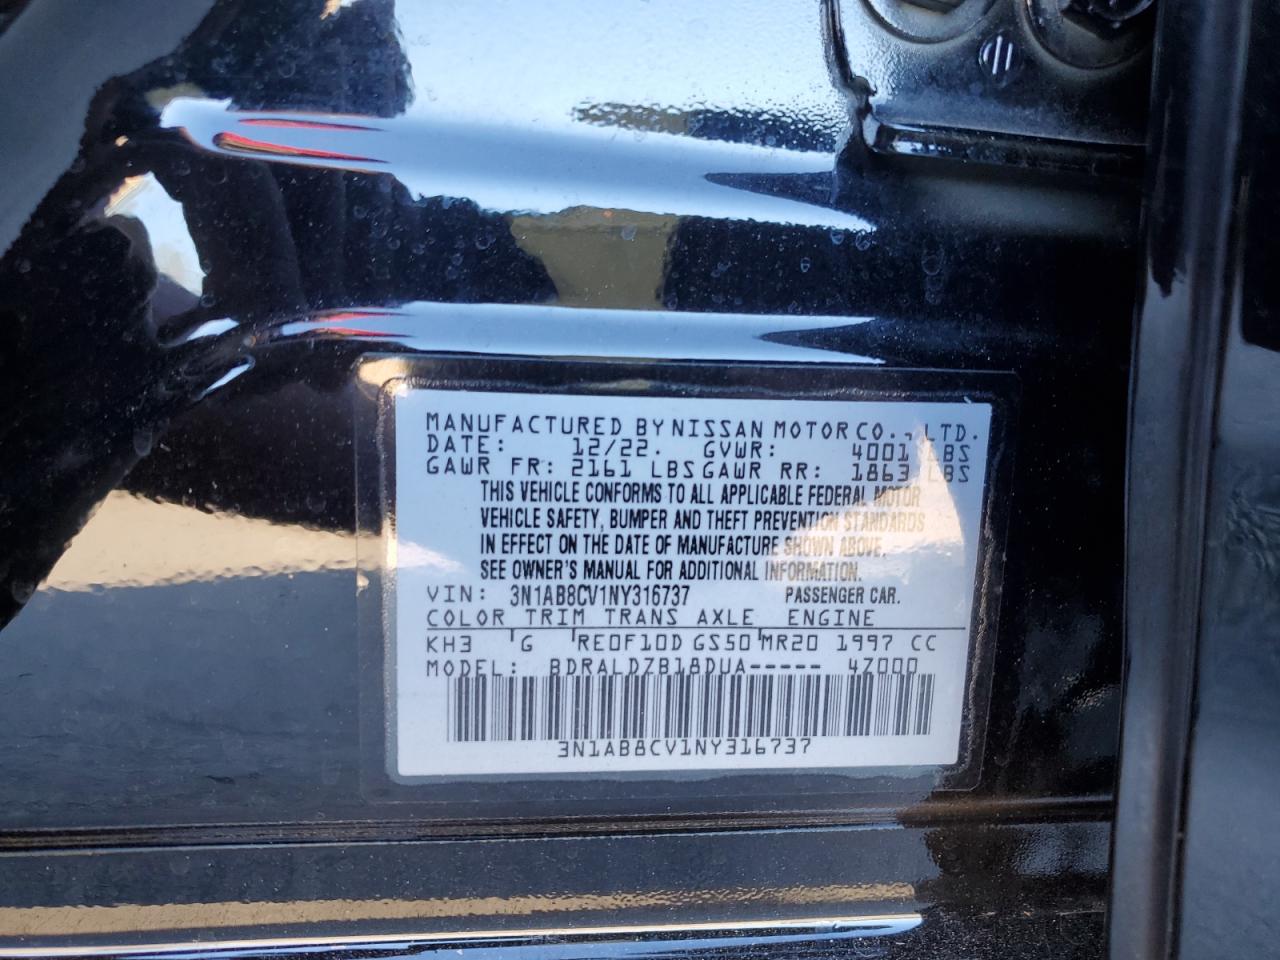 MANUFACTURED BY NISSAN MOTOR CO., LTD.
DATE: 12/22. GVWR: 4001 LBS
GAWR FR: 2161 LBS GAWR RR: 1863 LBS
THIS VEHICLE CONFORMS TO ALL APPLICABLE FEDERAL MOTOR
VEHICLE SAFETY, BUMPER AND THEFT PREVENTION STANDARDS
IN EFFECT ON THE DATE OF MANUFACTURE SHOWN ABOVE.
SEE OWNER'S MANUAL FOR ADDITIONAL INFORMATION.
VIN: 3N1AB8CV1NY316737 PASSENGER CAR.
COLOR TRIM TRANS AXLE ENGINE
KH3 'G 'RE0F10D GS50'MR20 1997 CC
MODEL: BDRALDZB18DUA----- 4Z000
3N1AB8CV1NY316737